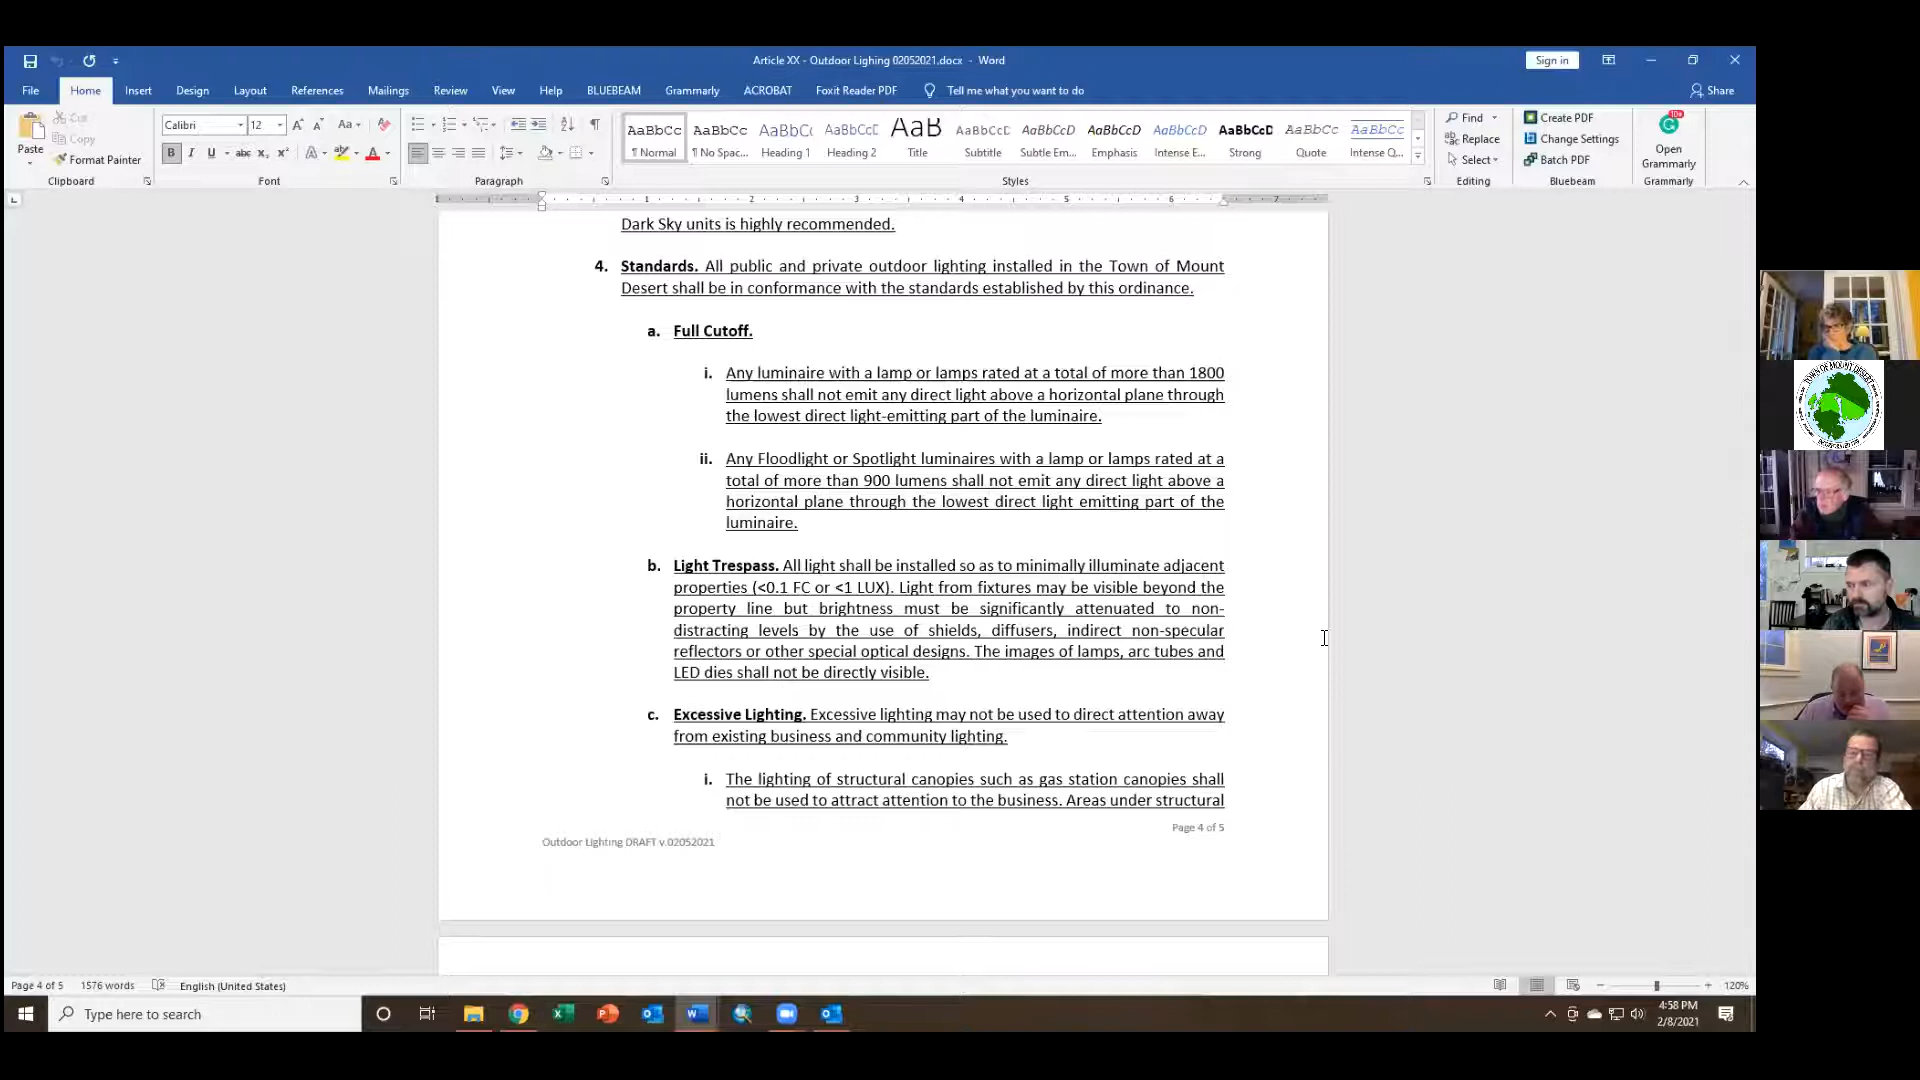 Article XX - Outdoor Lighing 02052021.docx - Word
Sign in
File Home Insert Design Layout References Mailings Review View Help BLUEBEAM Grammarly ACROBAT Foxit Reader PDF Tell me what you want to do Share
Paste
Cut
Copy
Format Painter
Clipboard
Calibri 12
Font
Paragraph
AaBbCc AaBbCc AaBbC AaBbCcD AaB AaBbCcD AaBbCcD AaBbCcD AaBbCcD AaBbCcD AaBbCc AaBbCc
¶ Normal ¶ No Spac... Heading 1 Heading 2 Title Subtitle Subtle Em... Emphasis Intense E... Strong Quote Intense Q...
Styles
Find
Replace
Select
Editing
Create PDF
Change Settings
Batch PDF
Bluebeam
Open
Grammarly
Grammarly
1 1 2 3 4 5 6 7
Dark Sky units is highly recommended.
4. Standards. All public and private outdoor lighting installed in the Town of Mount
Desert shall be in conformance with the standards established by this ordinance.
a. Full Cutoff.
i. Any luminaire with a lamp or lamps rated at a total of more than 1800
lumens shall not emit any direct light above a horizontal plane through
the lowest direct light-emitting part of the luminaire.
ii. Any Floodlight or Spotlight luminaires with a lamp or lamps rated at a
total of more than 900 lumens shall not emit any direct light above a
horizontal plane through the lowest direct light emitting part of the
luminaire.
b. Light Trespass. All light shall be installed so as to minimally illuminate adjacent
properties (<0.1 FC or <1 LUX). Light from fixtures may be visible beyond the
property line but brightness must be significantly attenuated to non-
distracting levels by the use of shields, diffusers, indirect non-specular
reflectors or other special optical designs. The images of lamps, arc tubes and
LED dies shall not be directly visible.
c. Excessive Lighting. Excessive lighting may not be used to direct attention away
from existing business and community lighting.
i. The lighting of structural canopies such as gas station canopies shall
not be used to attract attention to the business. Areas under structural
Page 4 of 5
Outdoor Lighting DRAFT v.02052021
TOWN OF MOUNT DESERT
Page 4 of 5 1576 words English (United States) 120%
Type here to search
4:58 PM
2/8/2021